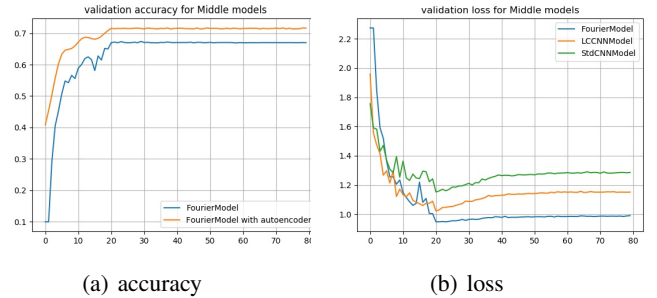 validation accuracy for Middle models
0.7
0.6
0.5
0.4
0.3
0.2
0.1
0 10 20 30 40 50 60 70 80
FourierModel
FourierModel with autoencoder
(a) accuracy
validation loss for Middle models
2.2
2.0
1.8
1.6
1.4
1.2
1.0
0 10 20 30 40 50 60 70 80
FourierModel
LCCNNModel
StdCNNModel
(b) loss